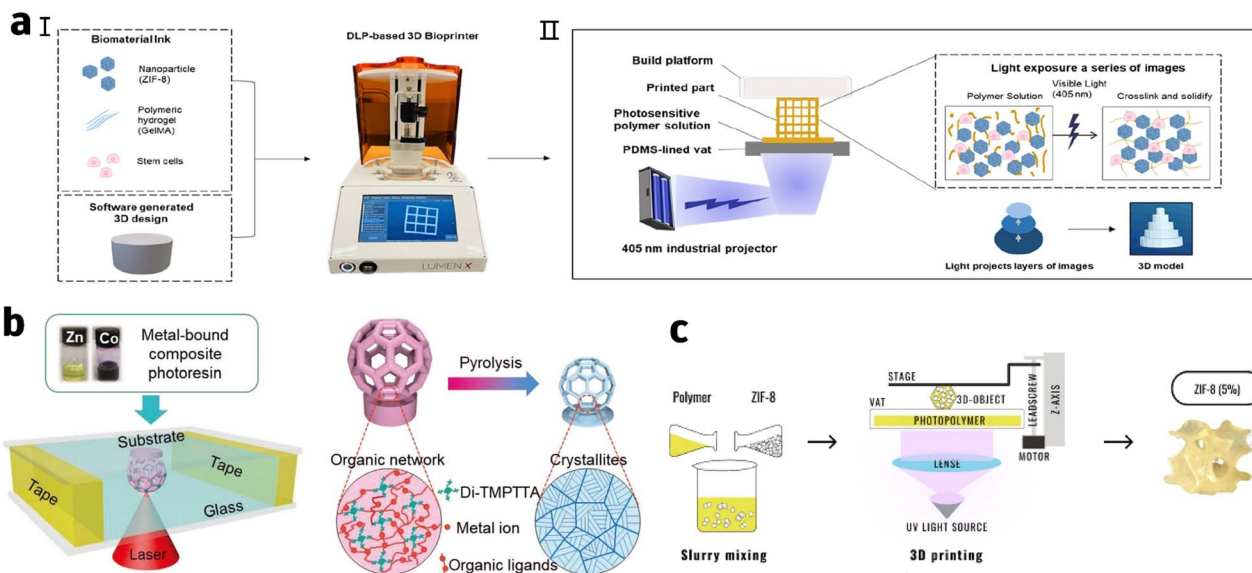 a
I
Biomaterial Ink
Nanoparticle
(ZIF-8)
Polymeric
hydrogel
(GelMA)
Stem cells
Software generated
3D design
DLP-based 3D Bioprinter
LUMEN X
II
Build platform
Printed part
Photosensitive
polymer solution
PDMS-lined vat
405 nm industrial projector
Light exposure a series of images
Polymer Solution
Visible Light
(405 nm)
Crosslink and solidify
Light projects layers of images
3D model
b
Zn
Co
Metal-bound
composite
photoresin
Substrate
Tape
Tape
Glass
Laser
Pyrolysis
Organic network
Crystallites
Di-TMPTTA
Metal ion
Organic ligands
c
Polymer
ZIF-8
Slurry mixing
STAGE
VAT
3D-OBJECT
PHOTOPOLYMER
LEADSCREW
Z-AXIS
MOTOR
LENSE
UV LIGHT SOURCE
3D printing
ZIF-8 (5%)